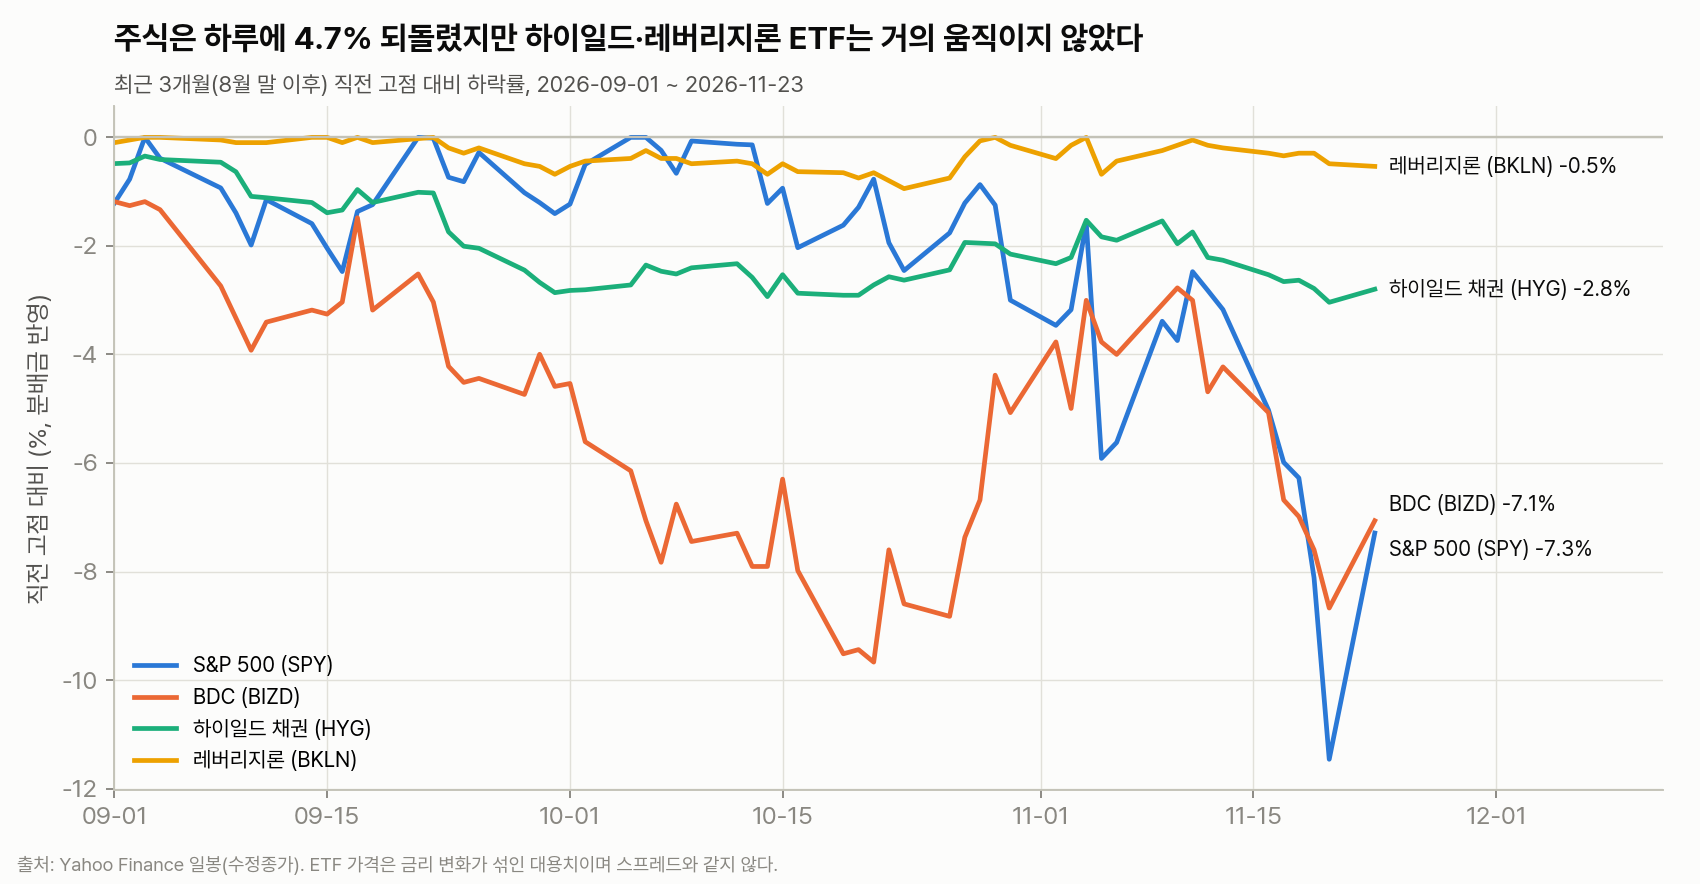 주식은 하루에 4.7% 되돌렸지만 하이일드·레버리지론 ETF는 거의 움직이지 않았다
최근 3개월(8월 말 이후) 직전 고점 대비 하락률, 2026-09-01 ~ 2026-11-23
직전 고점 대비 (%, 분배금 반영)
0
-2
-4
-6
-8
-10
-12
레버리지론 (BKLN) -0.5%
하이일드 채권 (HYG) -2.8%
BDC (BIZD) -7.1%
S&P 500 (SPY) -7.3%
S&P 500 (SPY)
BDC (BIZD)
하이일드 채권 (HYG)
레버리지론 (BKLN)
09-01 09-15 10-01 10-15 11-01 11-15 12-01
출처: Yahoo Finance 일봉(수정종가). ETF 가격은 금리 변화가 섞인 대용치이며 스프레드와 같지 않다.